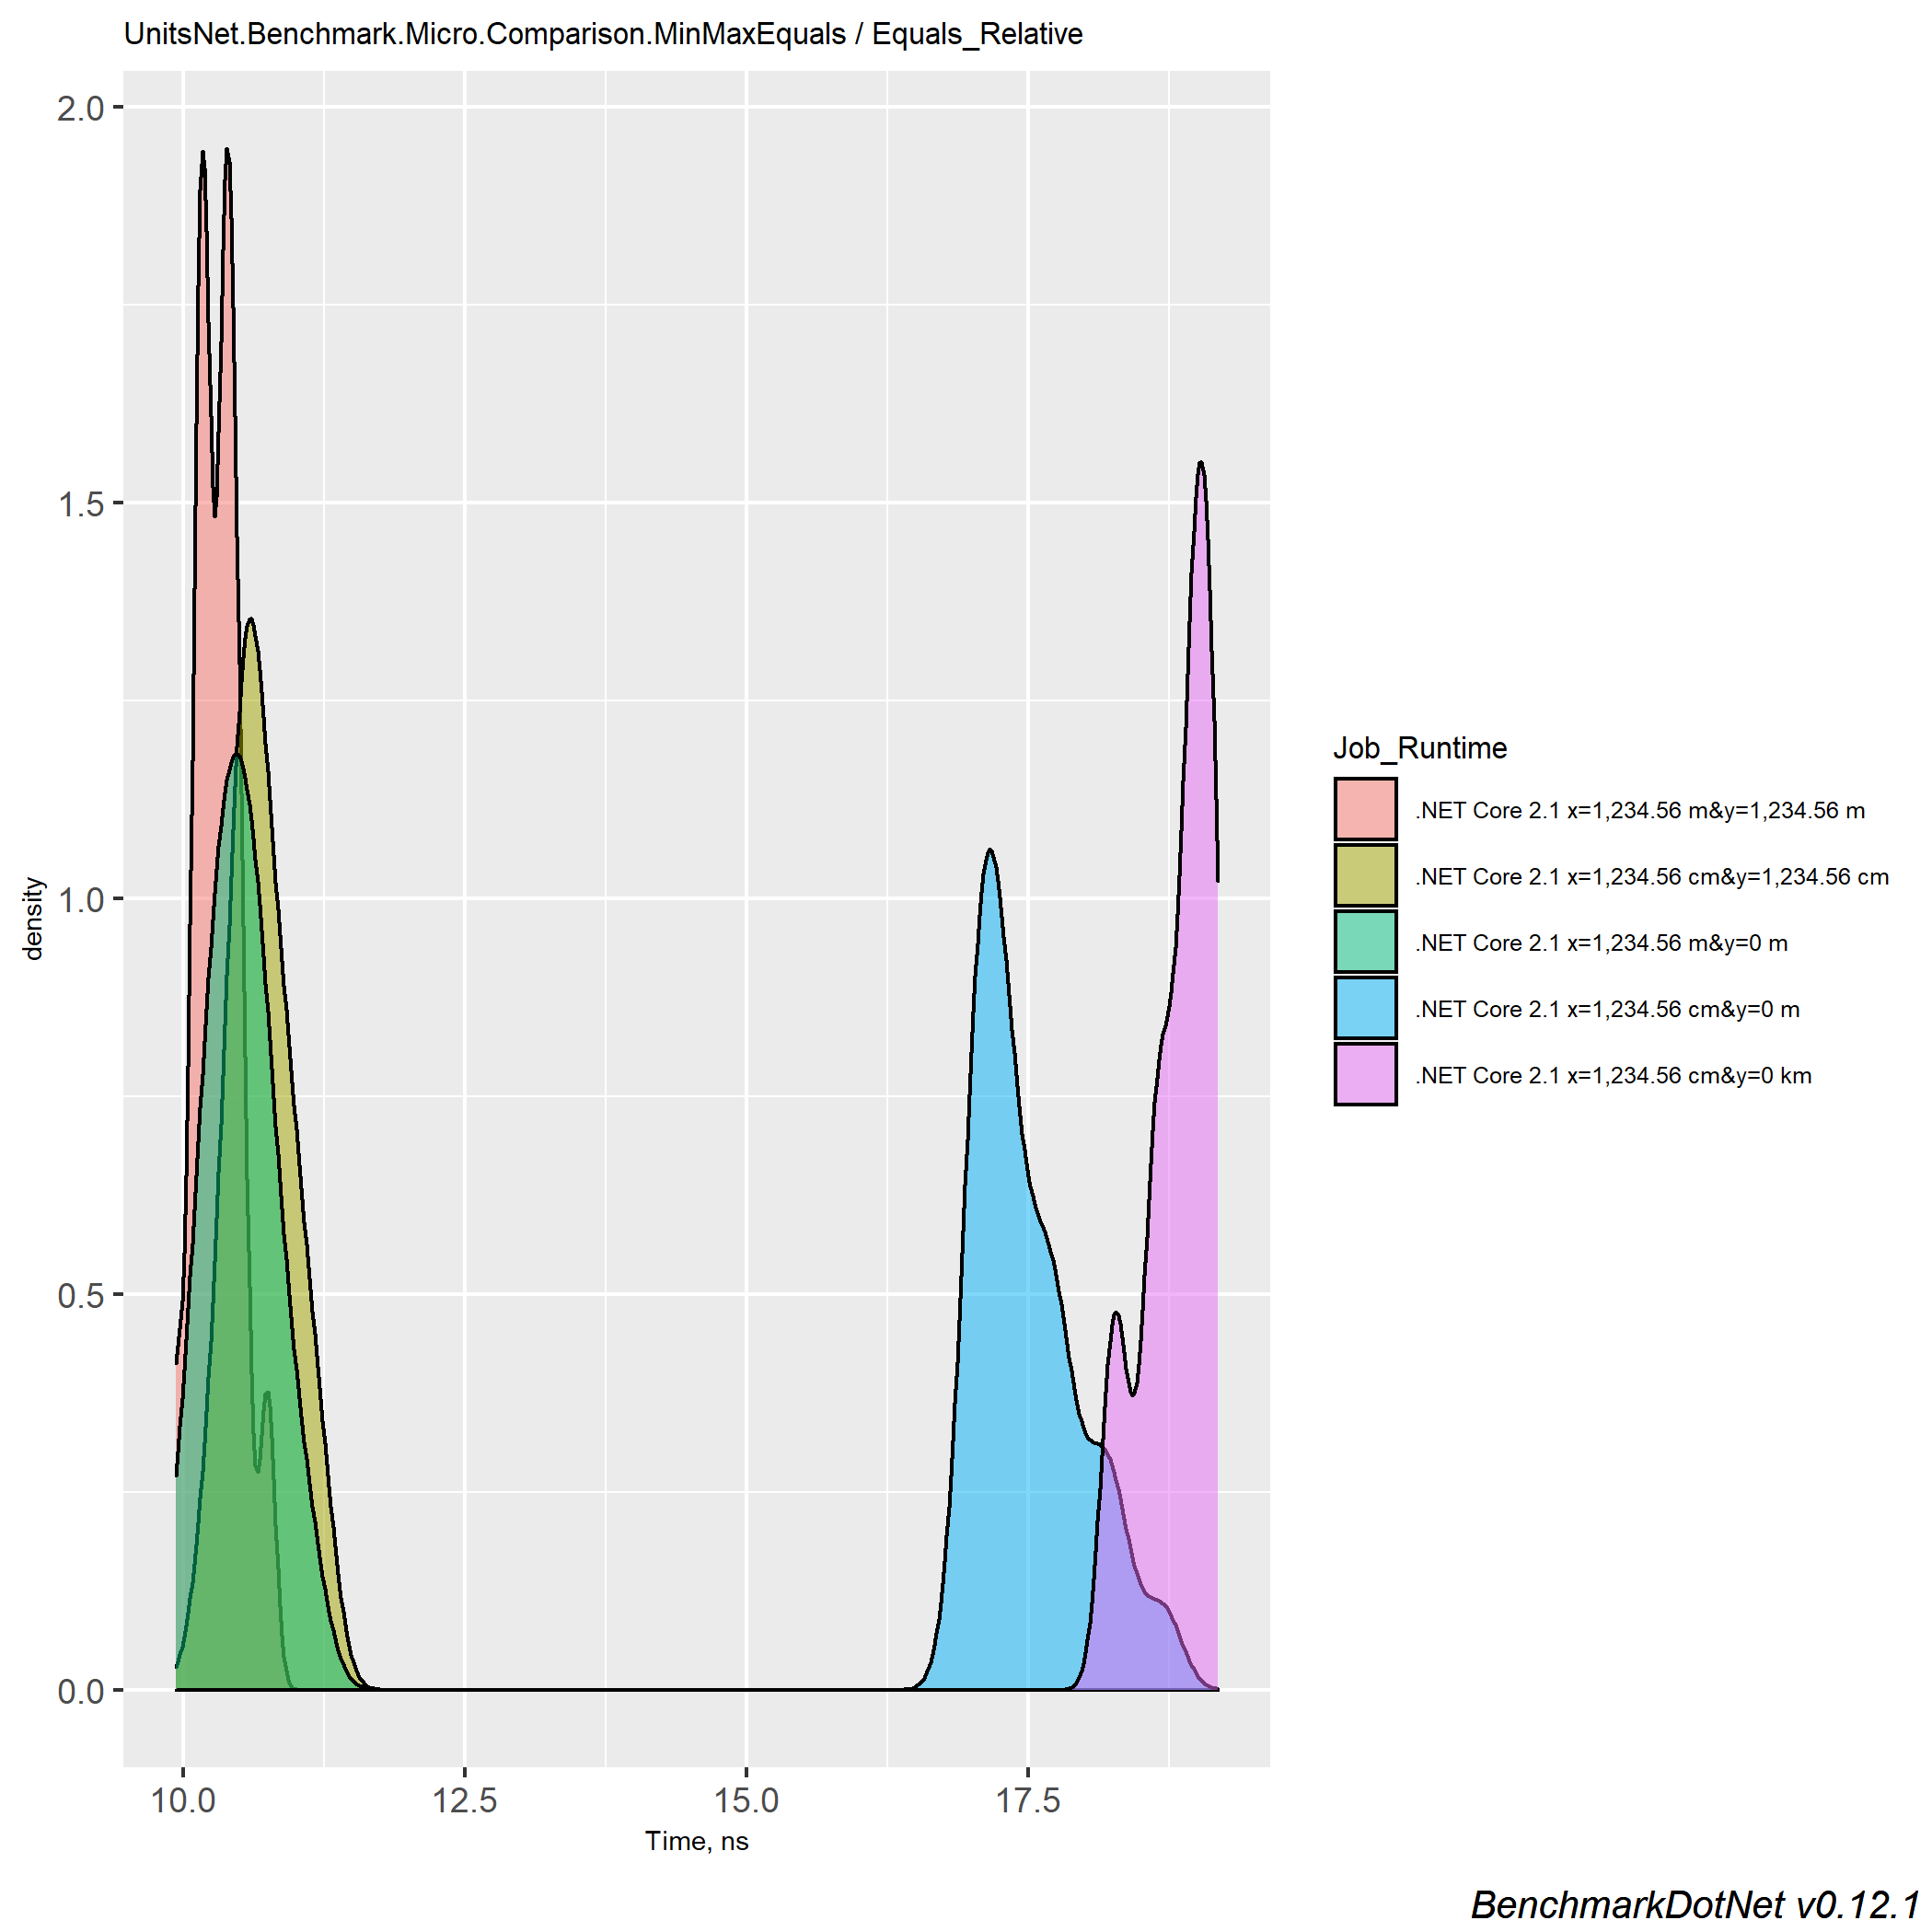 UnitsNet.Benchmark.Micro.Comparison.MinMaxEquals / Equals_Relative
2.0
1.5
1.0
0.5
0.0
density
10.0 12.5 15.0 17.5
Time, ns
Job_Runtime
.NET Core 2.1 x=1,234.56 m&y=1,234.56 m
.NET Core 2.1 x=1,234.56 cm&y=1,234.56 cm
.NET Core 2.1 x=1,234.56 m&y=0 m
.NET Core 2.1 x=1,234.56 cm&y=0 m
.NET Core 2.1 x=1,234.56 cm&y=0 km
BenchmarkDotNet v0.12.1